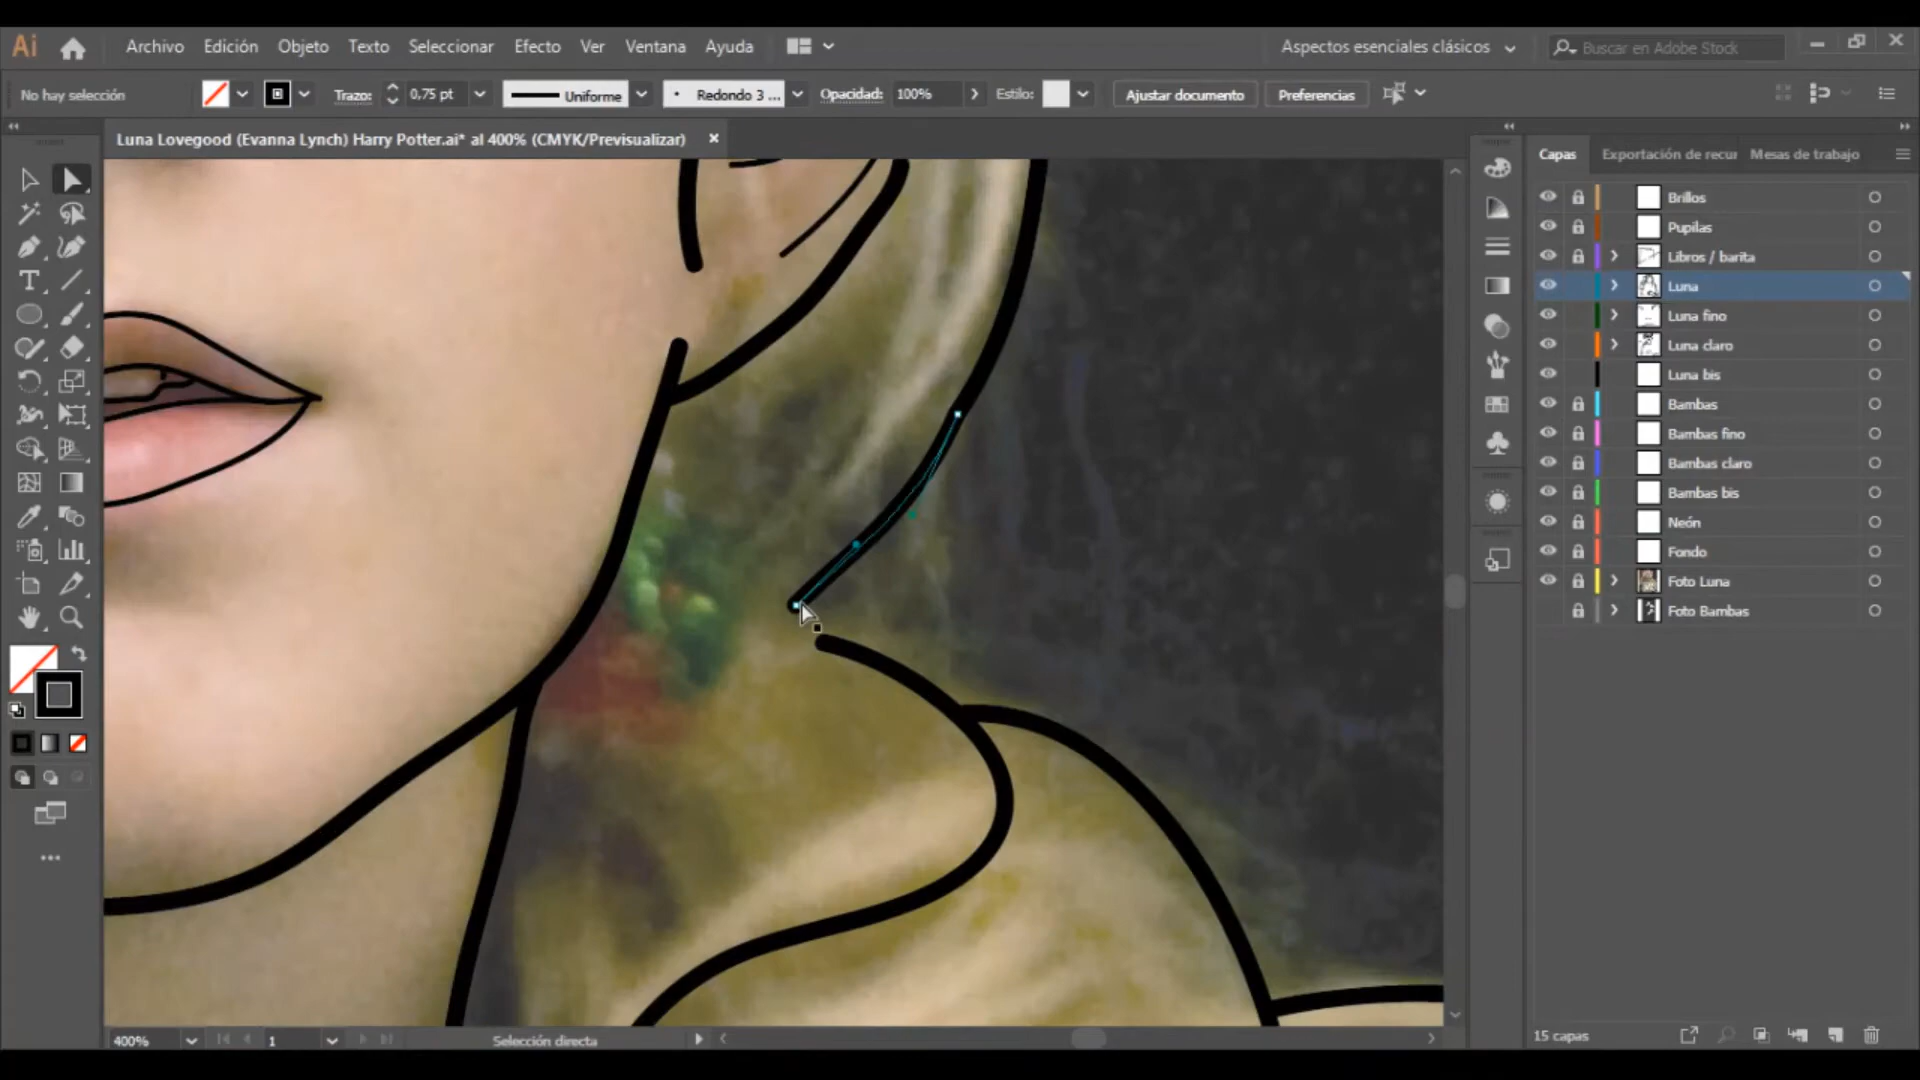 Ai Archivo Edición Objeto Texto Seleccionar Efecto Ver Ventana Ayuda Aspectos esenciales clásicos Buscar en Adobe Stock
No hay selección Trazo: 0,75 pt Uniforme Redondo 3 ... Opacidad: 100% Estilo: Ajustar documento Preferencias
Luna Lovegood (Evanna Lynch) Harry Potter.ai* al 400% (CMYK/Previsualizar)
Capas Exportación de recur Mesas de trabajo
Brillos
Pupilas
Libros / barita
Luna
Luna fino
Luna claro
Luna bis
Bambas
Bambas fino
Bambas claro
Bambas bis
Neón
Fondo
Foto Luna
Foto Bambas
400% 1 Selección directa 15 capas